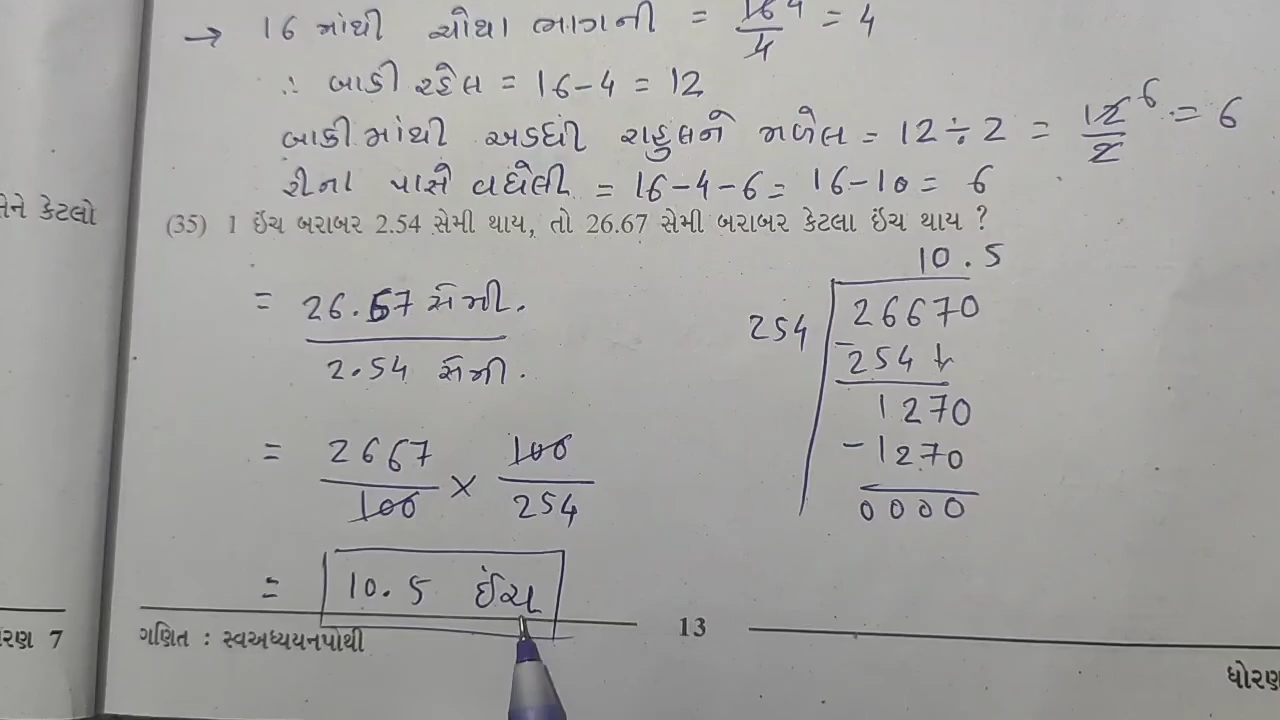 → 16 માંથી ચોથા ભાગની = 16 4 / 4 = 4
∴ બાકી રહેલ = 16 - 4 = 12
બાકીમાંથી અડધી રાહુલને મળેલ = 12 ÷ 2 = 12 6 / 2 = 6
રીના પાસે વધેલી = 16 - 4 - 6 = 16 - 10 = 6
તેને કેટલો
(35) 1 ઈંચ બરાબર 2.54 સેમી થાય, તો 26.67 સેમી બરાબર કેટલા ઈંચ થાય ?
= 26.67 સેમી.
2.54 સેમી.
= 2667 / 100 × 100 / 254
= 10.5 ઈંચ
10.5
254 26670
- 254
1270
- 1270
0000
રણ 7
ગણિત : સ્વઅધ્યયનપોથી
13
ધોરણ